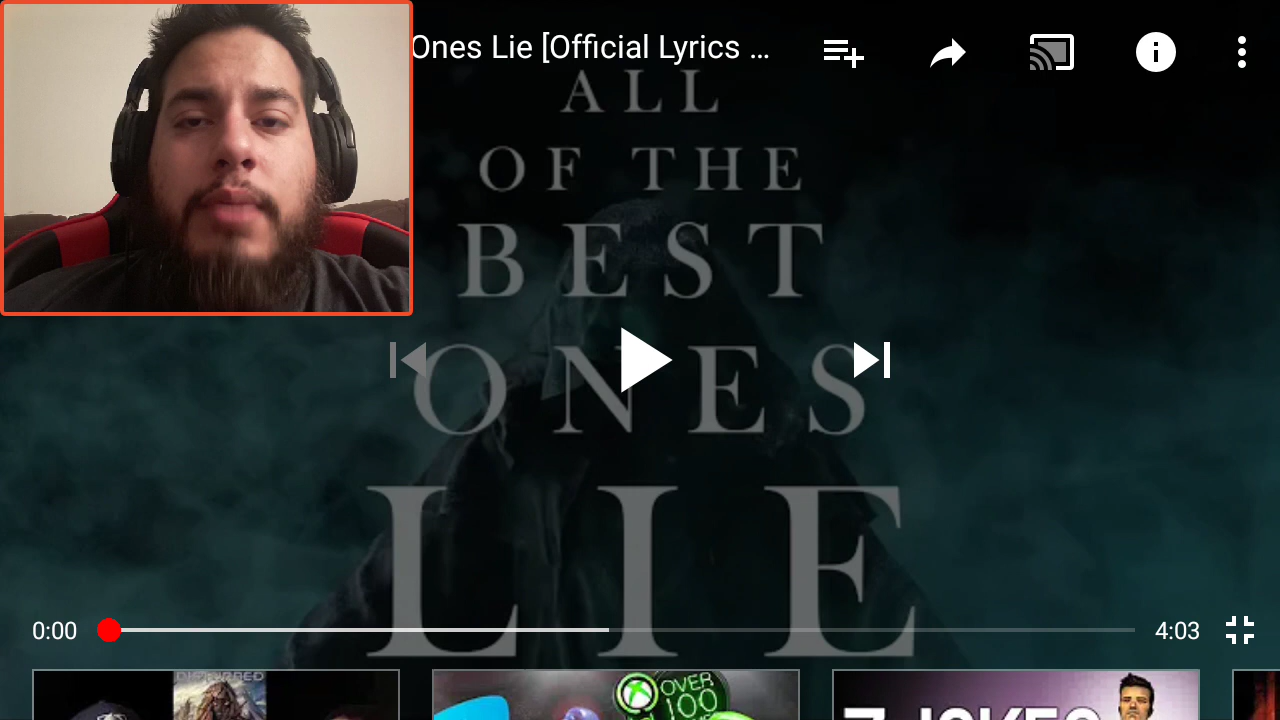 Ones Lie [Official Lyrics ...
ALL
OF THE
BEST
ONES
LIE
0:00
4:03
DISTURBED
OVER
100